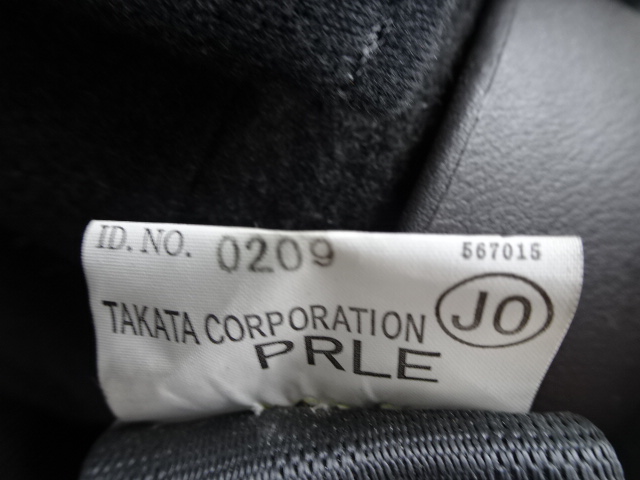 ID. NO. 0209 567015
TAKATA CORPORATION JO
PRLE